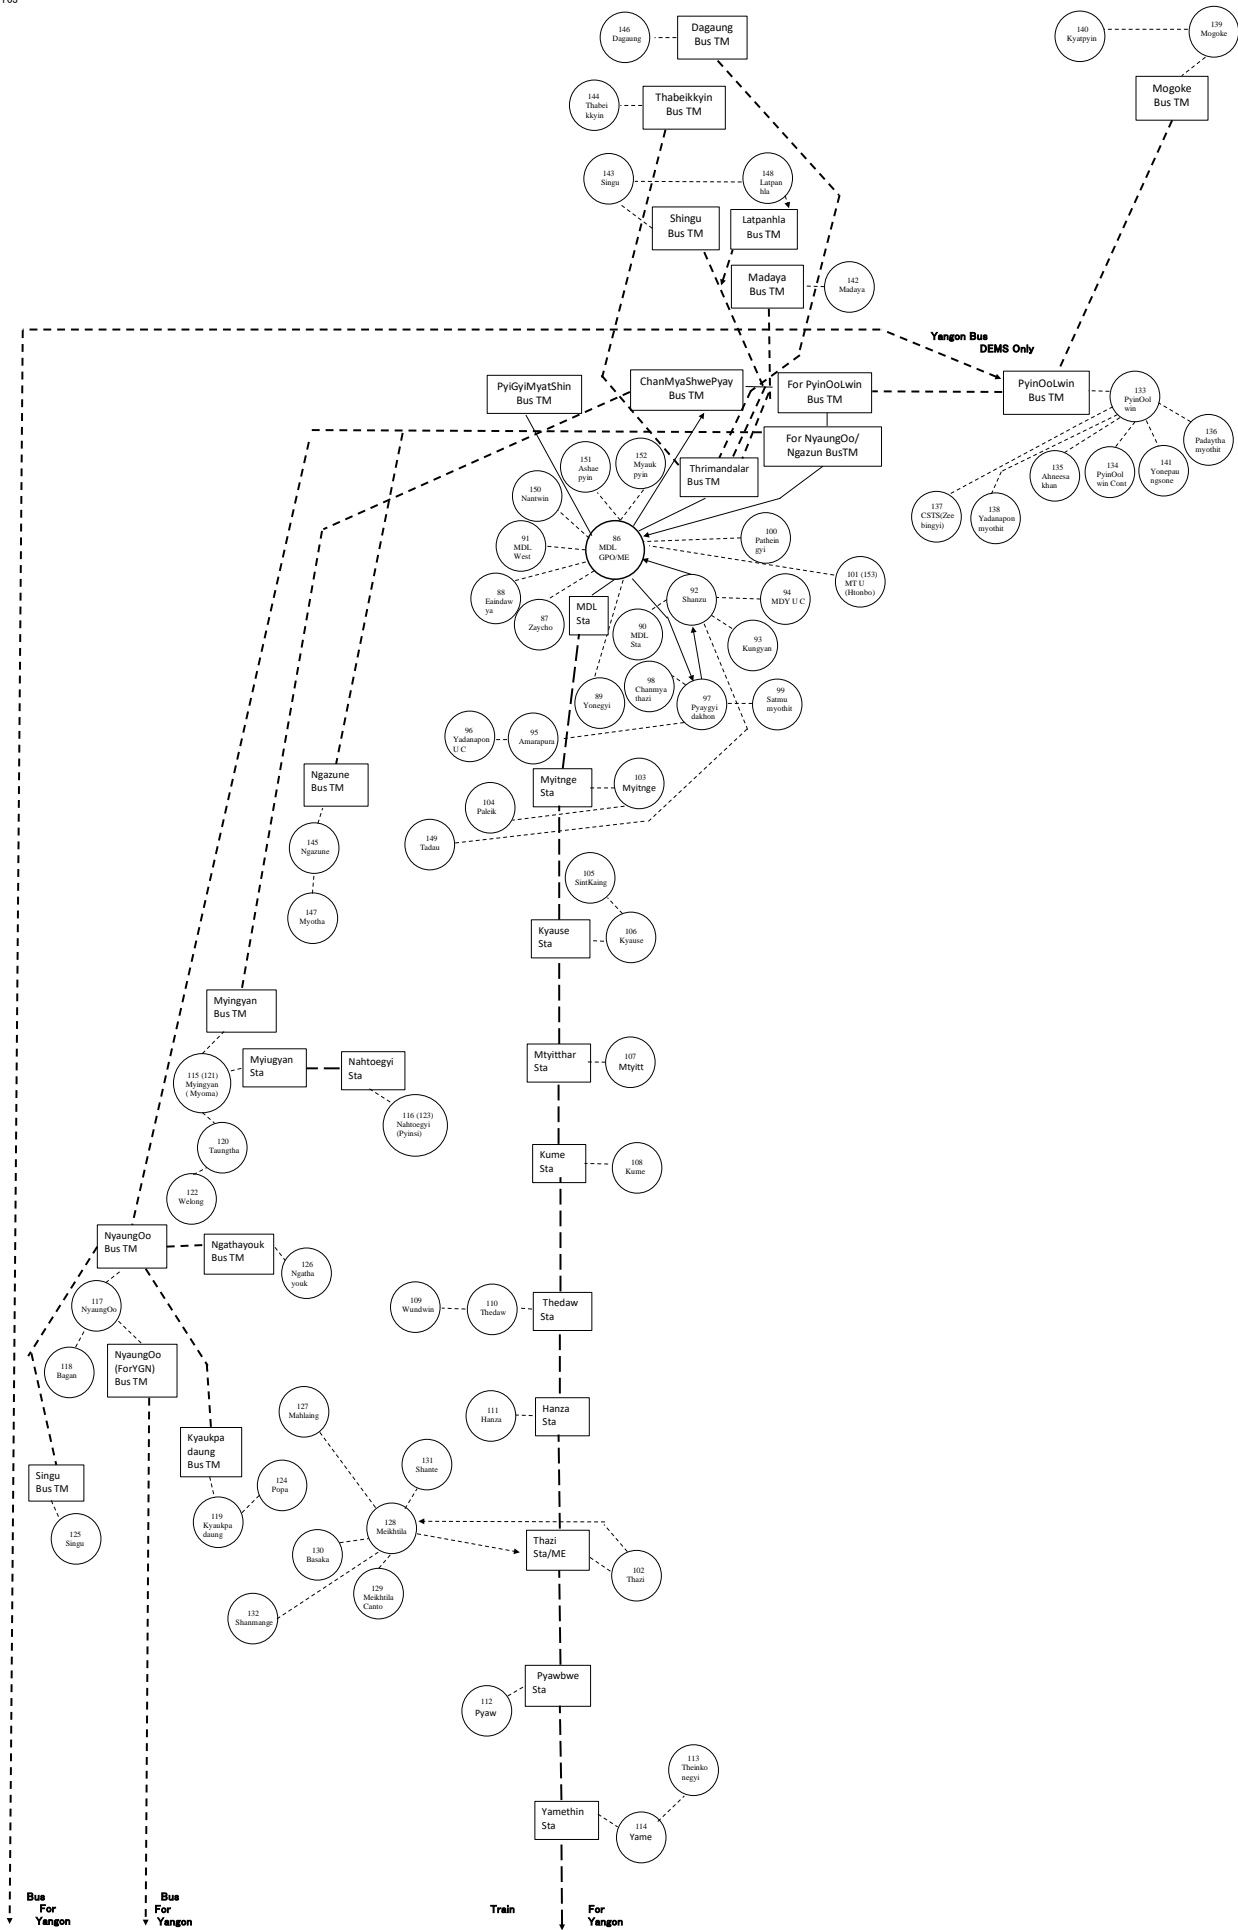 146
Dagaung
Dagaung
Bus TM
140
Kyatpyin
139
Mogoke
144
Thabei
kkyin
Thabeikkyin
Bus TM
Mogoke
Bus TM
143
Singu
148
Latpan
hla
Shingu
Bus TM
Latpanhla
Bus TM
Madaya
Bus TM
142
Madaya
Yangon Bus
DEMS Only
PyiGyiMyatShin
Bus TM
ChanMyaShwePyay
Bus TM
For PyinOoLwin
Bus TM
PyinOoLwin
Bus TM
133
PyinOol
win
For NyaungOo/
Ngazun BusTM
136
Padaytha
myothit
151
Ashae
pyin
152
Myauk
pyin
Thrimandalar
Bus TM
135
Ahneesa
khan
134
PyinOol
win Cont
141
Yonepau
ngsone
150
Nantwin
137
CSTS(Zee
bingyi)
138
Yadanapon
myothit
91
MDL
West
86
MDL
GPO/ME
100
Pathein
gyi
101 (153)
MT U
(Htonbo)
88
Eaindaw
ya
87
Zaycho
MDL
Sta
92
Shanzu
94
MDY U C
90
MDL
Sta
93
Kungyan
89
Yonegyi
98
Chanmya
thazi
97
Pyaygyi
dakhon
99
Satmu
myothit
96
Yadanapon
U C
95
Amarapura
Ngazune
Bus TM
Myitnge
Sta
103
Myitnge
104
Paleik
145
Ngazune
149
Tadau
147
Myotha
105
SintKaing
Kyause
Sta
106
Kyause
Myingyan
Bus TM
115 (121)
Myingyan
( Myoma)
Myiugyan
Sta
Nahtoegyi
Sta
Mtyitthar
Sta
107
Mtyitt
116 (123)
Nahtoegyi
(Pyinsi)
120
Taungtha
122
Welong
Kume
Sta
108
Kume
NyaungOo
Bus TM
Ngathayouk
Bus TM
126
Ngatha
youk
117
NyaungOo
109
Wundwin
110
Thedaw
Thedaw
Sta
118
Bagan
NyaungOo
(ForYGN)
Bus TM
127
Mahlaing
111
Hanza
Hanza
Sta
Kyaukpa
daung
Bus TM
131
Shante
Singu
Bus TM
124
Popa
125
Singu
119
Kyaukpa
daung
128
Meikhtila
130
Basaka
Thazi
Sta/ME
102
Thazi
129
Meikhtila
Canto
132
Shanmange
Pyawbwe
Sta
112
Pyaw
113
Theinko
negyi
Yamethin
Sta
114
Yame
Bus
For
Yangon
Bus
For
Yangon
Train
For
Yangon